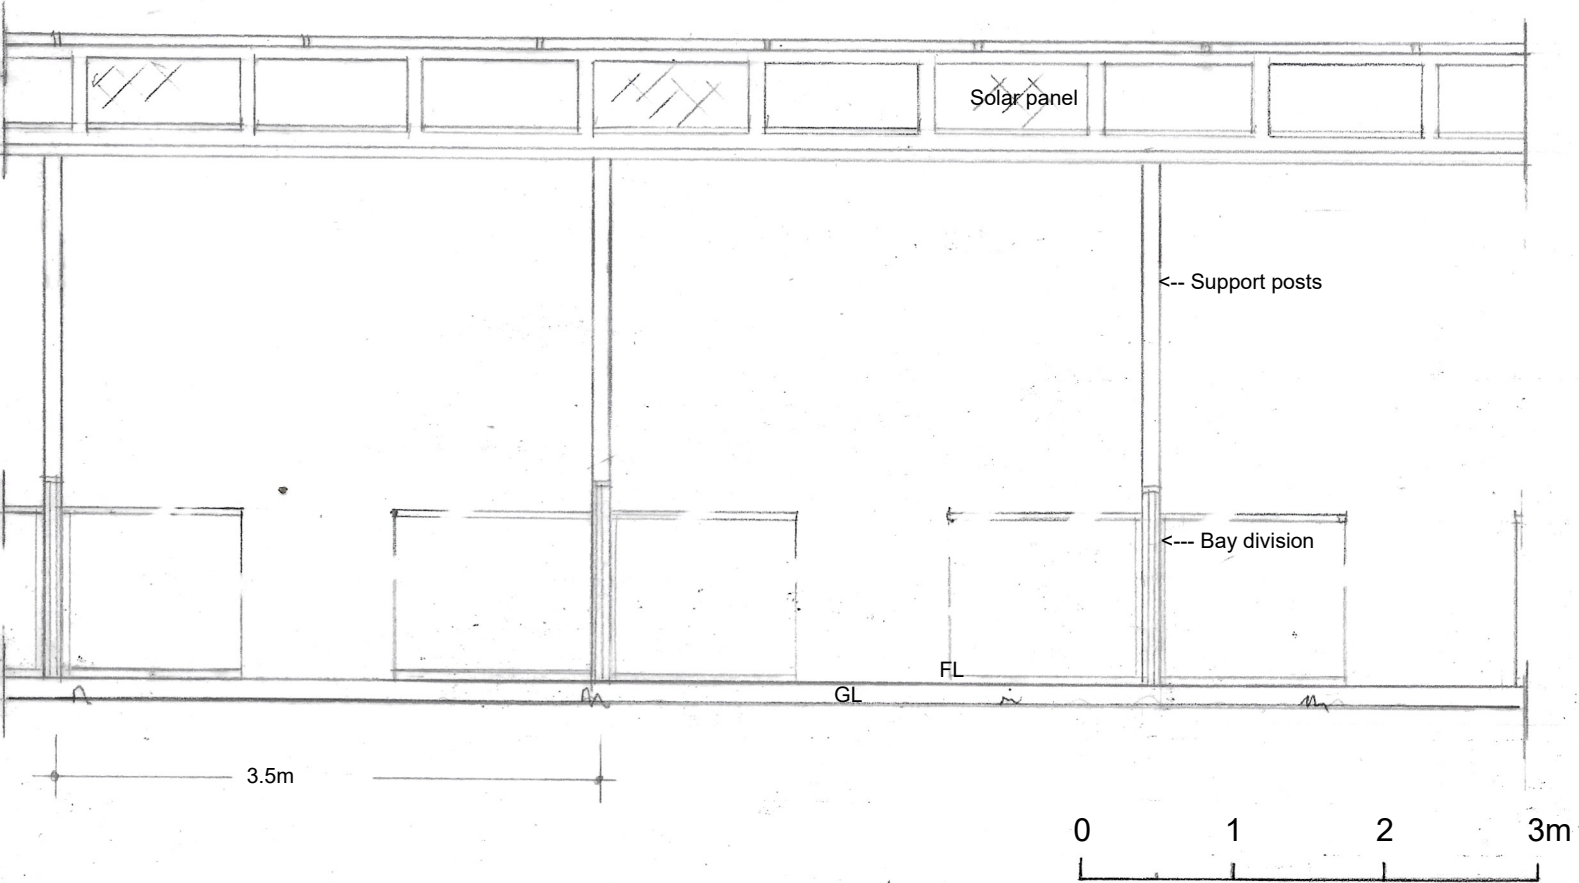 Solar panel
<-- Support posts
<--- Bay division
FL
GL
3.5m
0 1 2 3m